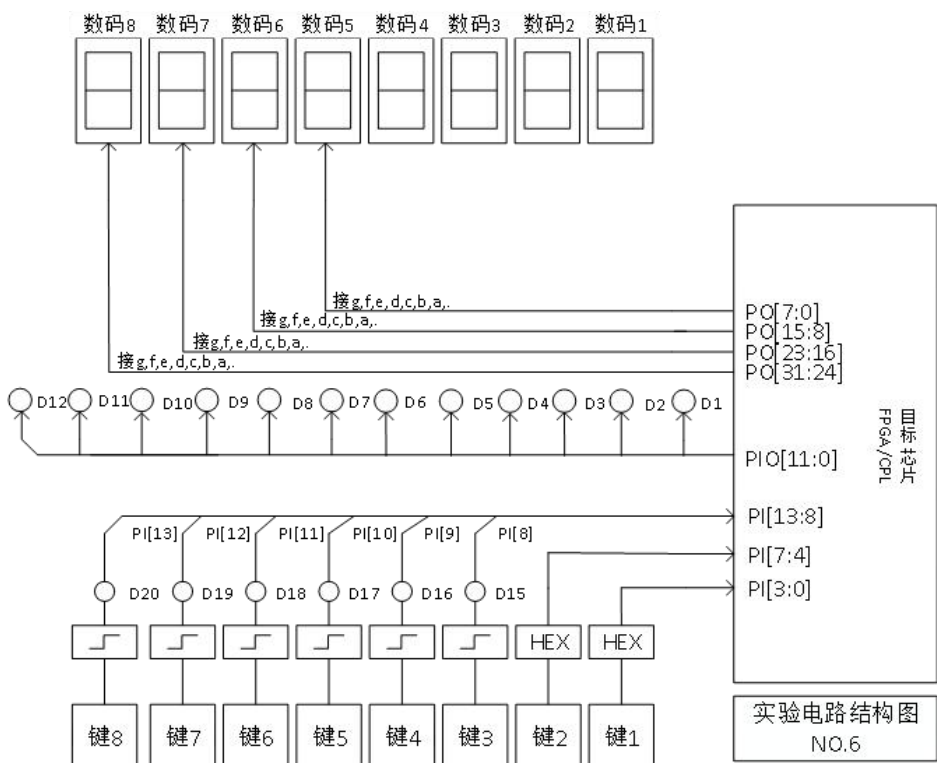 数码8 数码7 数码6 数码5 数码4 数码3 数码2 数码1
接g,f,e,d,c,b,a,.
PO[7:0]
接g,f,e,d,c,b,a,.
PO[15:8]
接g,f,e,d,c,b,a,.
PO[23:16]
接g,f,e,d,c,b,a,.
PO[31:24]
D12 D11 D10 D9 D8 D7 D6 D5 D4 D3 D2 D1
目标芯片
FPGA/CPL
PIO[11:0]
PI[13:8]
PI[13] PI[12] PI[11] PI[10] PI[9] PI[8]
PI[7:4]
PI[3:0]
D20 D19 D18 D17 D16 D15
HEX HEX
键8 键7 键6 键5 键4 键3 键2 键1
实验电路结构图
NO.6